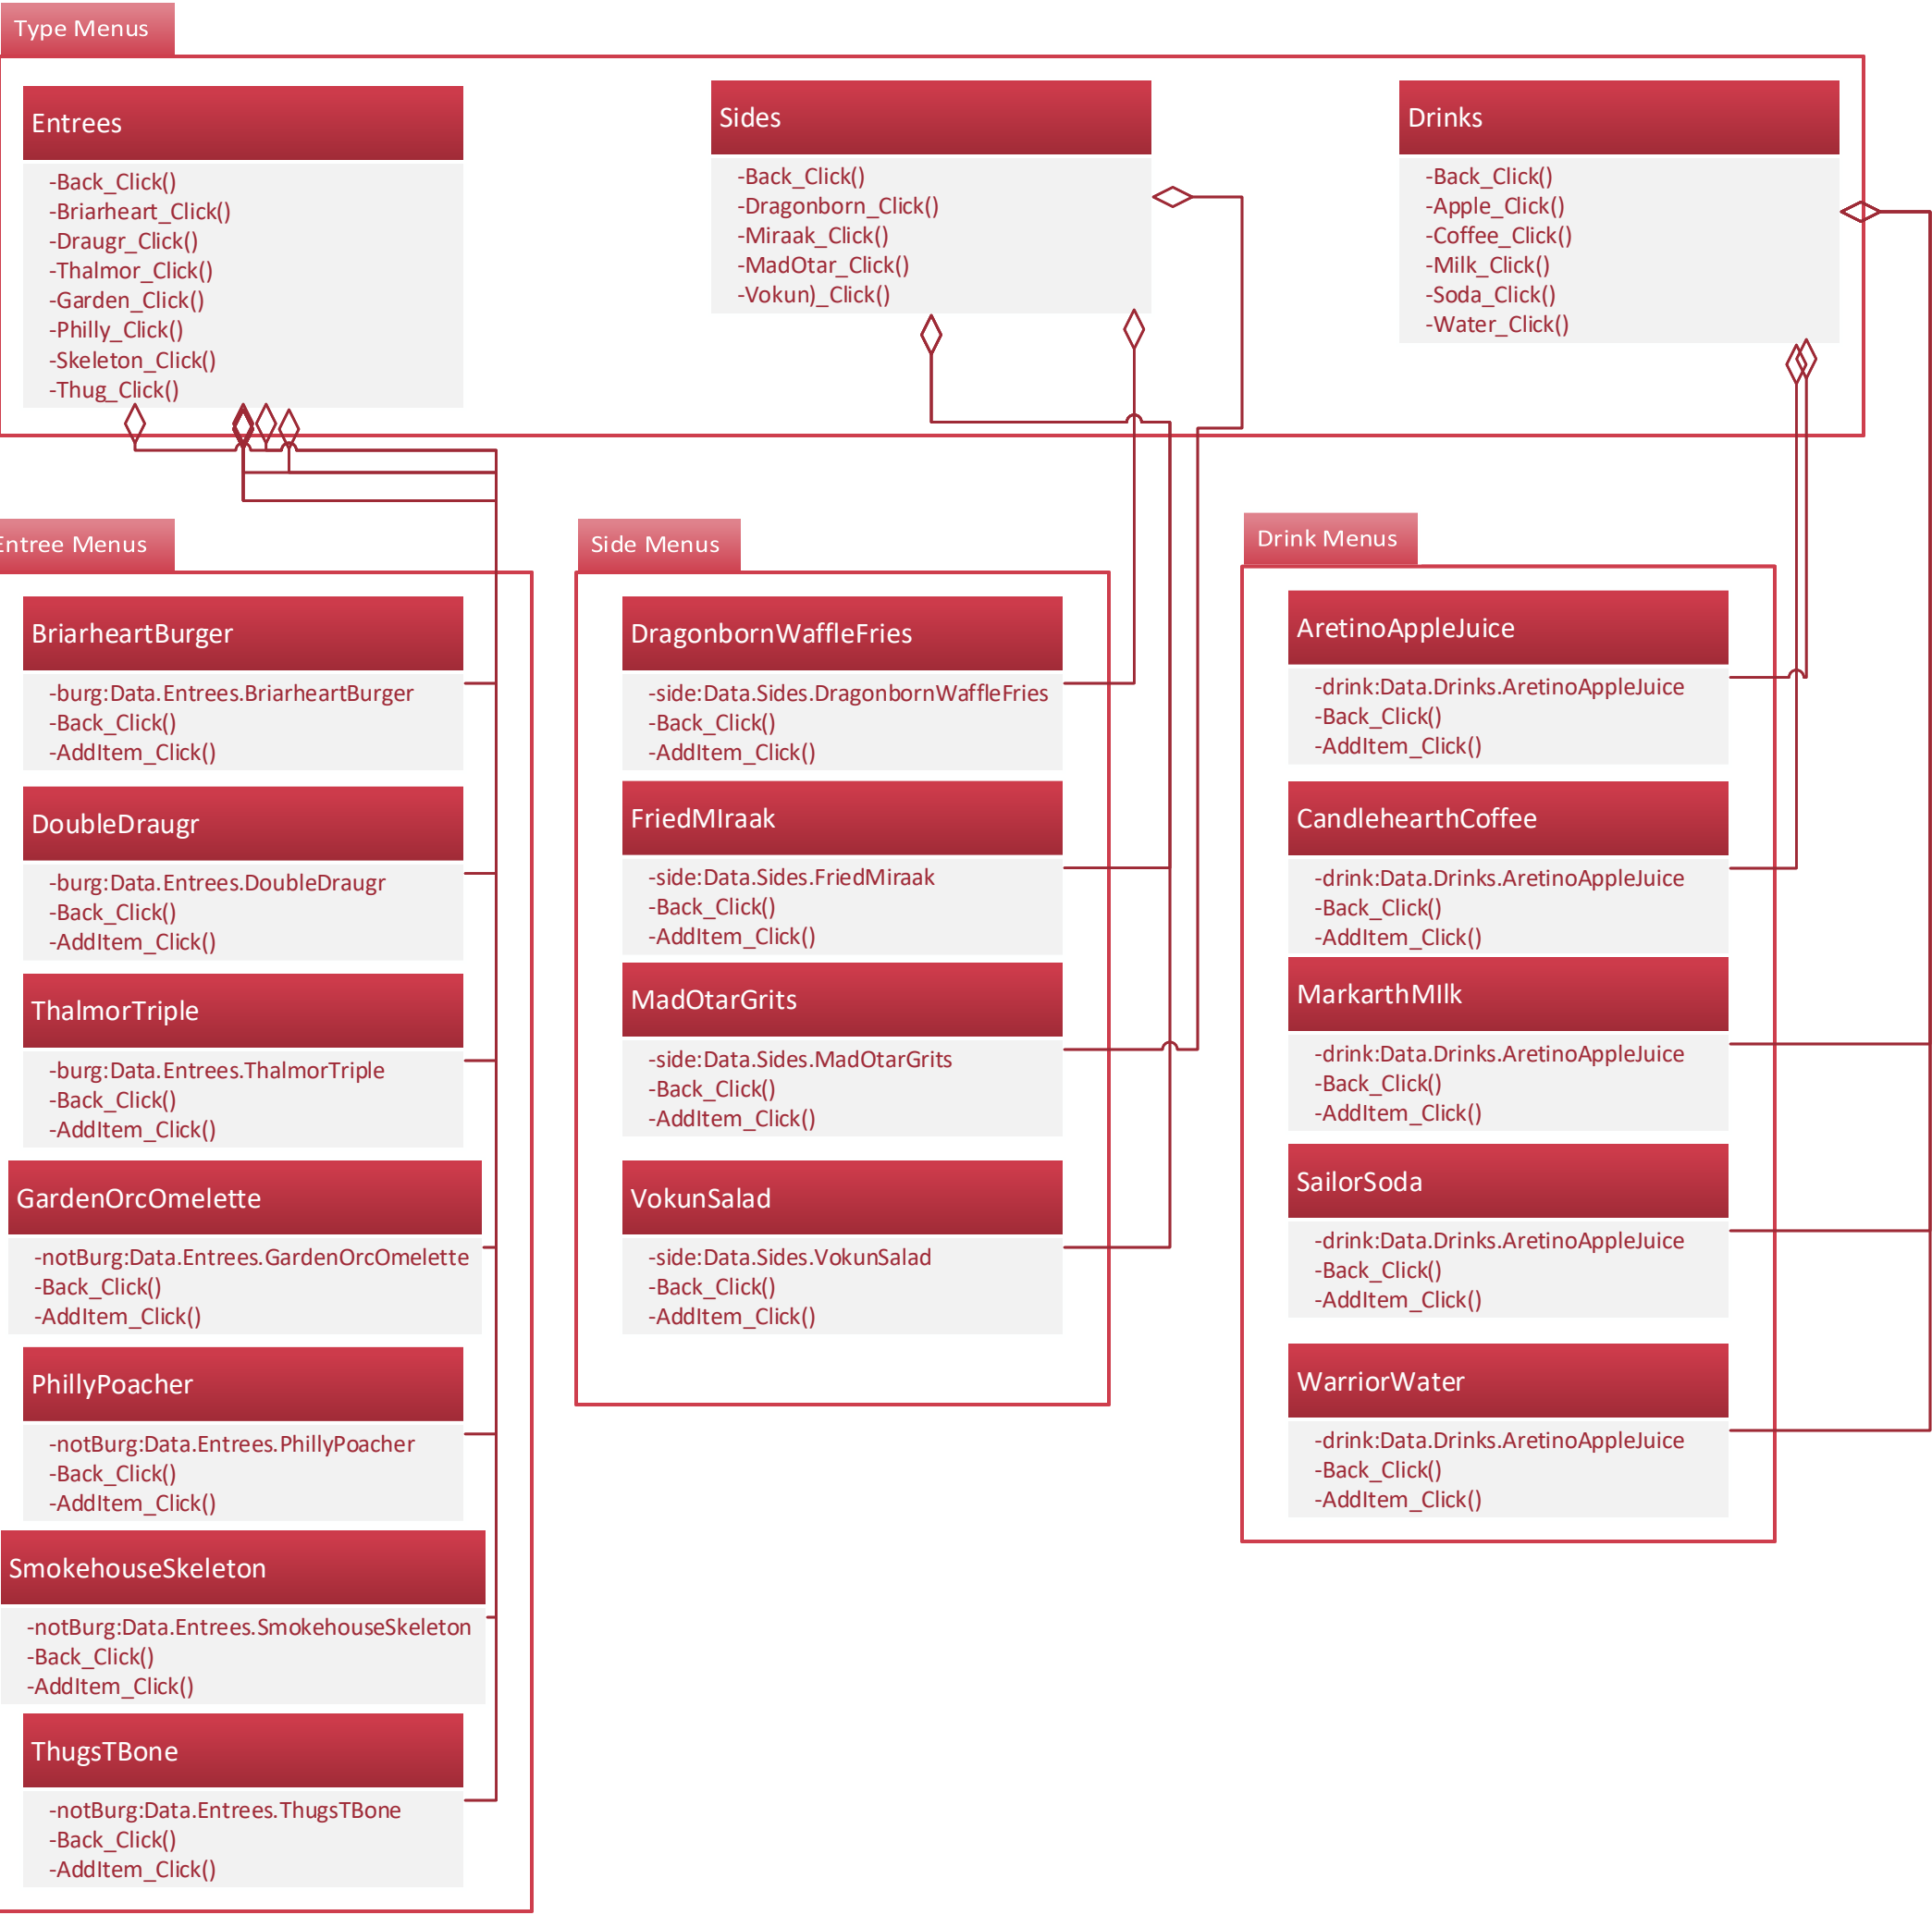 Type Menus
Entrees
-Back_Click()
-Briarheart_Click()
-Draugr_Click()
-Thalmor_Click()
-Garden_Click()
-Philly_Click()
-Skeleton_Click()
-Thug_Click()
Sides
-Back_Click()
-Dragonborn_Click()
-Miraak_Click()
-MadOtar_Click()
-Vokun)_Click()
Drinks
-Back_Click()
-Apple_Click()
-Coffee_Click()
-Milk_Click()
-Soda_Click()
-Water_Click()
Entree Menus
BriarheartBurger
-burg:Data.Entrees.BriarheartBurger
-Back_Click()
-AddItem_Click()
DoubleDraugr
-burg:Data.Entrees.DoubleDraugr
-Back_Click()
-AddItem_Click()
ThalmorTriple
-burg:Data.Entrees.ThalmorTriple
-Back_Click()
-AddItem_Click()
GardenOrcOmelette
-notBurg:Data.Entrees.GardenOrcOmelette
-Back_Click()
-AddItem_Click()
PhillyPoacher
-notBurg:Data.Entrees.PhillyPoacher
-Back_Click()
-AddItem_Click()
SmokehouseSkeleton
-notBurg:Data.Entrees.SmokehouseSkeleton
-Back_Click()
-AddItem_Click()
ThugsTBone
-notBurg:Data.Entrees.ThugsTBone
-Back_Click()
-AddItem_Click()
Side Menus
DragonbornWaffleFries
-side:Data.Sides.DragonbornWaffleFries
-Back_Click()
-AddItem_Click()
FriedMIraak
-side:Data.Sides.FriedMiraak
-Back_Click()
-AddItem_Click()
MadOtarGrits
-side:Data.Sides.MadOtarGrits
-Back_Click()
-AddItem_Click()
VokunSalad
-side:Data.Sides.VokunSalad
-Back_Click()
-AddItem_Click()
Drink Menus
AretinoAppleJuice
-drink:Data.Drinks.AretinoAppleJuice
-Back_Click()
-AddItem_Click()
CandlehearthCoffee
-drink:Data.Drinks.AretinoAppleJuice
-Back_Click()
-AddItem_Click()
MarkarthMIlk
-drink:Data.Drinks.AretinoAppleJuice
-Back_Click()
-AddItem_Click()
SailorSoda
-drink:Data.Drinks.AretinoAppleJuice
-Back_Click()
-AddItem_Click()
WarriorWater
-drink:Data.Drinks.AretinoAppleJuice
-Back_Click()
-AddItem_Click()